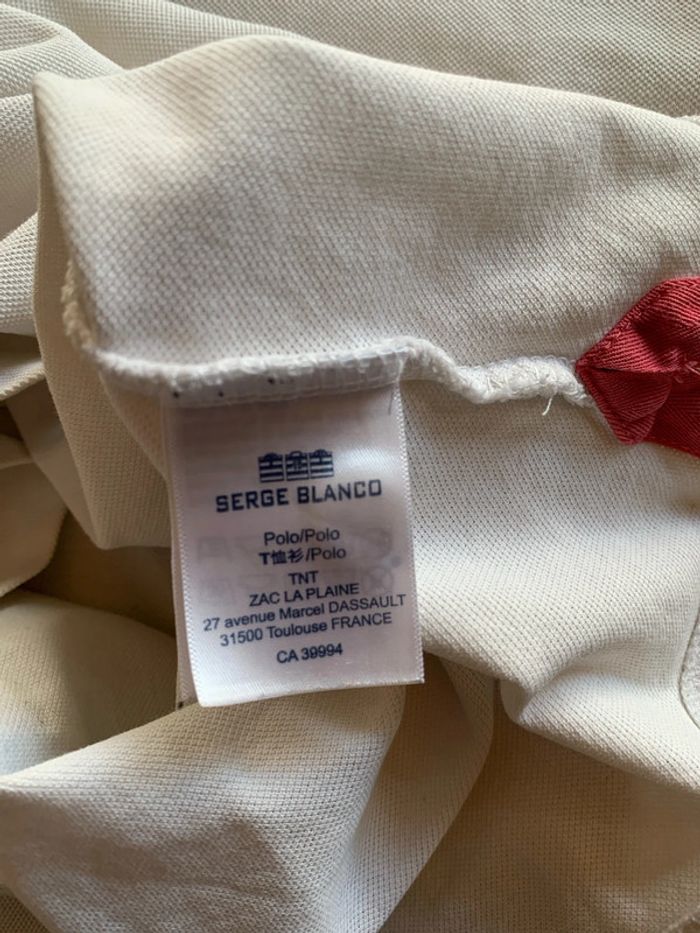 SERGE BLANCO
Polo/Polo
T恤衫/Polo
TNT
ZAC LA PLAINE
27 avenue Marcel DASSAULT
31500 Toulouse FRANCE
CA 39994